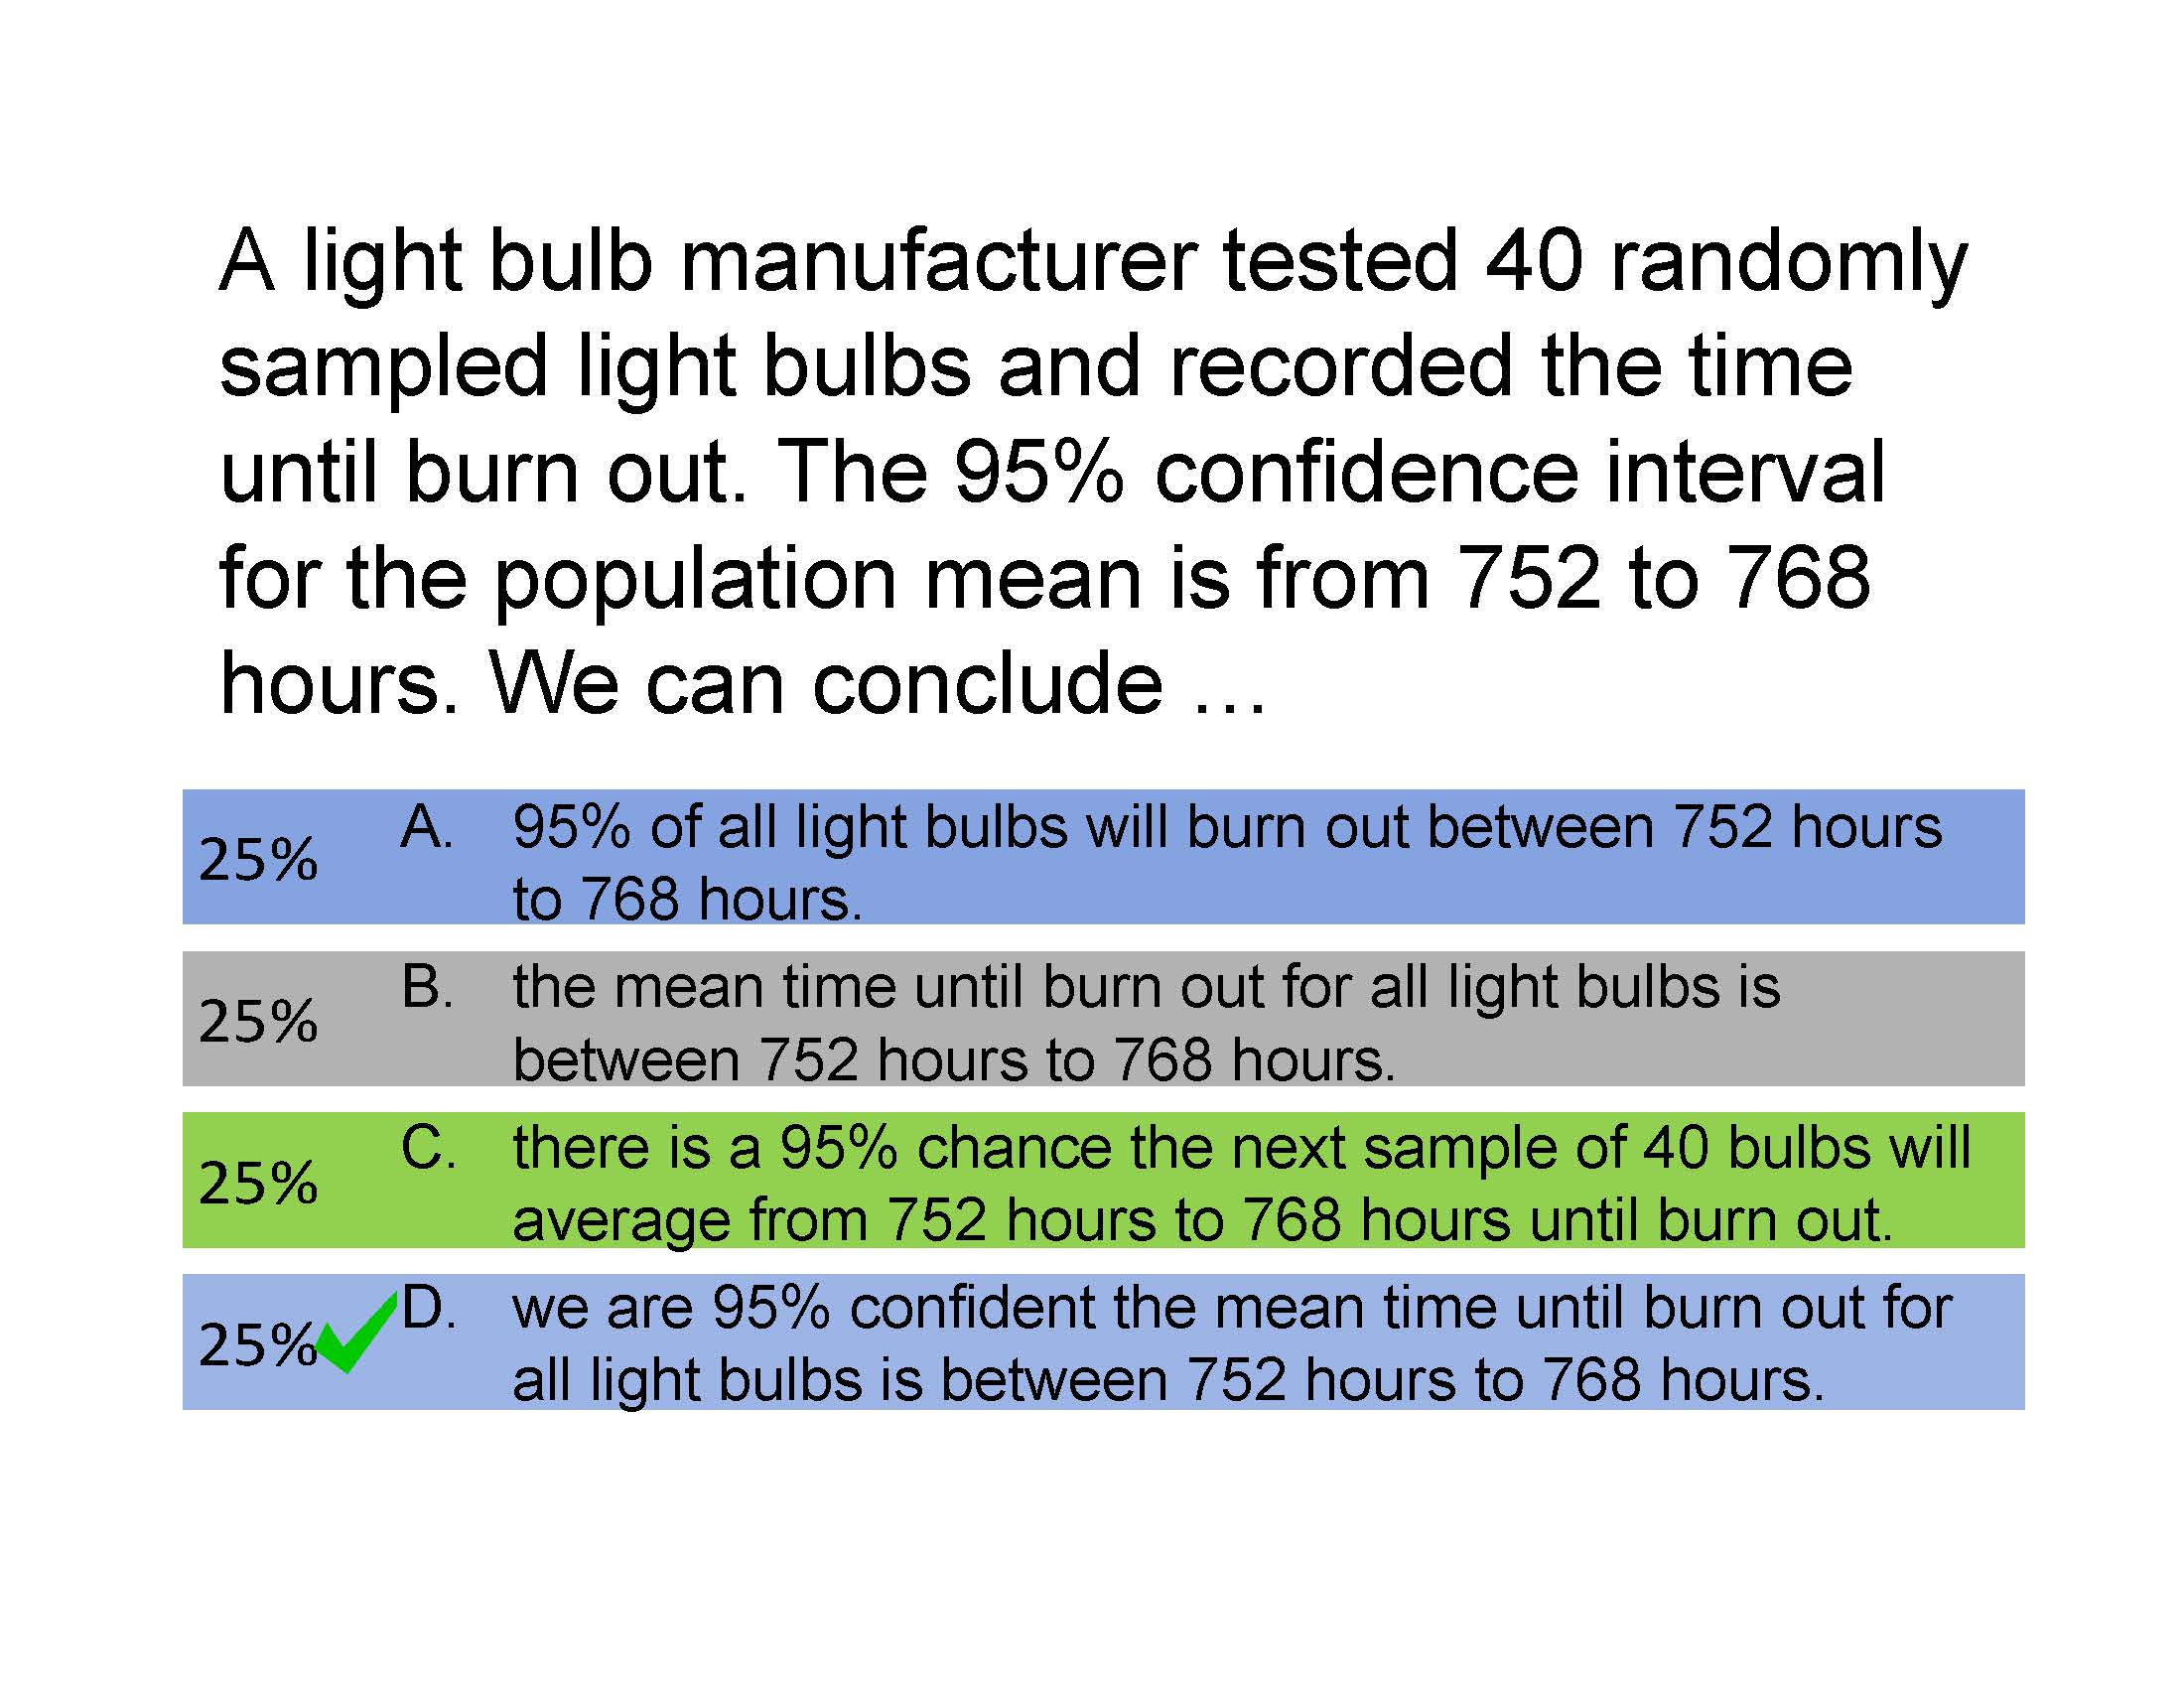 A light bulb manufacturer tested 40 randomly
sampled light bulbs and recorded the time
until burn out. The 95% confidence interval
for the population mean is from 752 to 768
hours. We can conclude …
25% A. 95% of all light bulbs will burn out between 752 hours
to 768 hours.
25% B. the mean time until burn out for all light bulbs is
between 752 hours to 768 hours.
25% C. there is a 95% chance the next sample of 40 bulbs will
average from 752 hours to 768 hours until burn out.
25% D. we are 95% confident the mean time until burn out for
all light bulbs is between 752 hours to 768 hours.